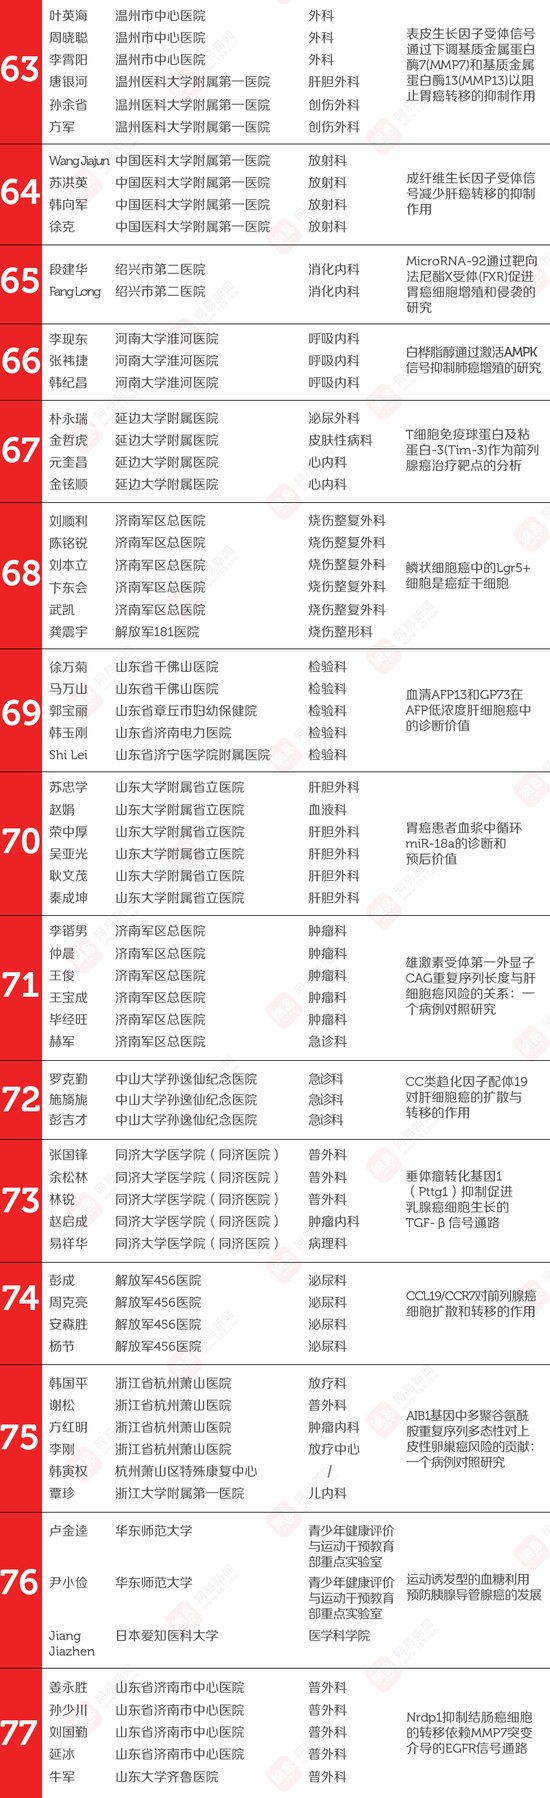 63
叶英海 温州市中心医院 外科
周晓聪 温州市中心医院 外科
李霄阳 温州市中心医院 外科
唐银河 温州医科大学附属第一医院 肝胆外科
孙余省 温州医科大学附属第一医院 创伤外科
方军 温州医科大学附属第一医院 创伤外科
表皮生长因子受体信号
通过下调基质金属蛋白
酶7(MMP7)和基质金属
蛋白酶13(MMP13)以阻
止胃癌转移的抑制作用
64
Wang Jiajun 中国医科大学附属第一医院 放射科
苏洪英 中国医科大学附属第一医院 放射科
韩向军 中国医科大学附属第一医院 放射科
徐克 中国医科大学附属第一医院 放射科
成纤维生长因子受体信
号减少肝癌转移的抑制
作用
65
段建华 绍兴市第二医院 消化内科
Fang Long 绍兴市第二医院 消化内科
MicroRNA-92通过靶向
法尼酯X受体(FXR)促进
胃癌细胞增殖和侵袭的
研究
66
李现东 河南大学淮河医院 呼吸内科
张祎捷 河南大学淮河医院 呼吸内科
韩纪昌 河南大学淮河医院 呼吸内科
白桦脂醇通过激活AMPK
信号抑制肺癌增殖的研究
67
朴永瑞 延边大学附属医院 泌尿外科
金哲虎 延边大学附属医院 皮肤性病科
元奎昌 延边大学附属医院 心内科
金铉顺 延边大学附属医院 心内科
T细胞免疫球蛋白及粘
蛋白-3(Tim-3)作为前列
腺癌治疗靶点的分析
68
刘顺利 济南军区总医院 烧伤整复外科
陈铭锐 济南军区总医院 烧伤整复外科
刘本立 济南军区总医院 烧伤整复外科
卞东会 济南军区总医院 烧伤整复外科
武凯 济南军区总医院 烧伤整复外科
龚震宇 解放军181医院 烧伤整形科
鳞状细胞癌中的Lgr5+
细胞是癌症干细胞
69
徐万菊 山东省千佛山医院 检验科
马万山 山东省千佛山医院 检验科
郭宝丽 山东省章丘市妇幼保健院 检验科
韩玉刚 山东省济南电力医院 检验科
Shi Lei 山东省济宁医学院附属医院 检验科
血清AFP13和GP73在
AFP低浓度肝细胞癌中
的诊断价值
70
苏忠学 山东大学附属省立医院 肝胆外科
赵娟 山东大学附属省立医院 血液科
荣中厚 山东大学附属省立医院 肝胆外科
吴亚光 山东大学附属省立医院 肝胆外科
耿文茂 山东大学附属省立医院 肝胆外科
秦成坤 山东大学附属省立医院 肝胆外科
胃癌患者血浆中循环
miR-18a的诊断和
预后价值
71
李锴男 济南军区总医院 肿瘤科
仲晨 济南军区总医院 肿瘤科
王俊 济南军区总医院 肿瘤科
王宝成 济南军区总医院 肿瘤科
毕经旺 济南军区总医院 肿瘤科
赫军 济南军区总医院 急诊科
雄激素受体第一外显子
CAG重复序列长度与肝
细胞癌风险的关系：一
个病例对照研究
72
罗克勤 中山大学孙逸仙纪念医院 急诊科
施旖旎 中山大学孙逸仙纪念医院 急诊科
彭吉才 中山大学孙逸仙纪念医院 急诊科
CC类趋化因子配体19
对肝细胞癌的扩散与
转移的作用
73
张国锋 同济大学医学院（同济医院） 普外科
余松林 同济大学医学院（同济医院） 普外科
林锐 同济大学医学院（同济医院） 普外科
赵启成 同济大学医学院（同济医院） 肿瘤内科
易祥华 同济大学医学院（同济医院） 病理科
垂体瘤转化基因1
（Pttg1）抑制促进
乳腺癌细胞生长的
TGF-β信号通路
74
彭成 解放军456医院 泌尿科
周克亮 解放军456医院 泌尿科
安森胜 解放军456医院 泌尿科
杨节 解放军456医院 泌尿科
CCL19/CCR7对前列腺癌
细胞扩散和转移的作用
75
韩国平 浙江省杭州萧山医院 放疗科
谢松 浙江省杭州萧山医院 普外科
方红明 浙江省杭州萧山医院 肿瘤内科
李刚 浙江省杭州萧山医院 放疗中心
韩寅权 杭州萧山区特殊康复中心 /
覃珍 浙江大学附属第一医院 儿内科
AIB1基因中多聚谷氨酰
胺重复序列多态性对上
皮性卵巢癌风险的贡献：
一个病例对照研究
76
卢金逵 华东师范大学 青少年健康评价
与运动干预教育
部重点实验室
尹小俭 华东师范大学 青少年健康评价
与运动干预教育
部重点实验室
Jiang 日本爱知医科大学 医学科学院
Jiazhen
运动诱发型的血糖利用
预防胰腺导管腺癌的发展
77
姜永胜 山东省济南市中心医院 普外科
孙少川 山东省济南市中心医院 普外科
刘国勤 山东省济南市中心医院 普外科
延冰 山东省济南市中心医院 普外科
牛军 山东大学齐鲁医院 普外科
Nrdp1抑制结肠癌细胞
的转移依赖MMP7突变
介导的EGFR信号通路